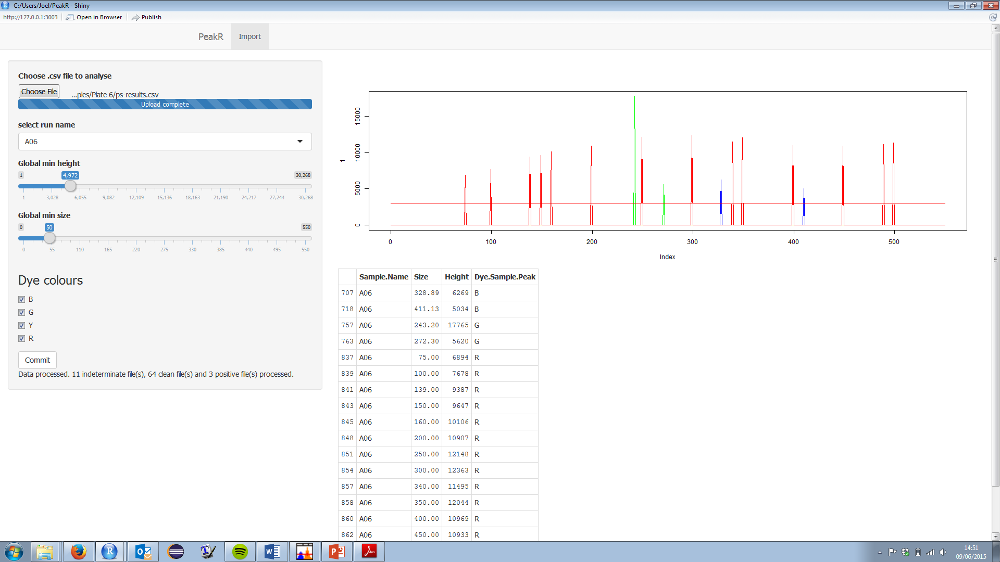 C:/Users/Joel/PeakR - Shiny
http://127.0.0.1:3003 Open in Browser Publish
PeakR Import
Choose .csv file to analyse
Choose File ...ples/Plate 6/ps-results.csv
Upload complete
select run name
A06
Global min height
1 4,972 30,268
1 3,028 6,055 9,082 12,109 15,136 18,163 21,190 24,217 27,244 30,268
Global min size
0 50 550
0 55 110 165 220 275 330 385 440 495 550
Dye colours
B
G
Y
R
Commit
Data processed. 11 indeterminate file(s), 64 clean file(s) and 3 positive file(s) processed.
1
15000
10000
5000
0
0 100 200 300 400 500
Index
Sample.Name Size Height Dye.Sample.Peak
707 A06 328.89 6269 B
718 A06 411.13 5034 B
757 A06 243.20 17765 G
763 A06 272.30 5620 G
837 A06 75.00 6894 R
839 A06 100.00 7678 R
841 A06 139.00 9387 R
843 A06 150.00 9647 R
845 A06 160.00 10106 R
848 A06 200.00 10907 R
851 A06 250.00 12148 R
854 A06 300.00 12363 R
857 A06 340.00 11495 R
858 A06 350.00 12044 R
860 A06 400.00 10969 R
862 A06 450.00 10933 R
14:51
09/06/2015